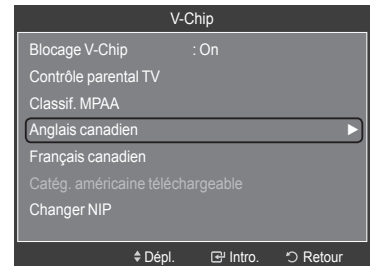 V-Chip
Blocage V-Chip : On
Contrôle parental TV
Classif. MPAA
Anglais canadien
Français canadien
Catég. américaine téléchargeable
Changer NIP
Dépl. Intro. Retour